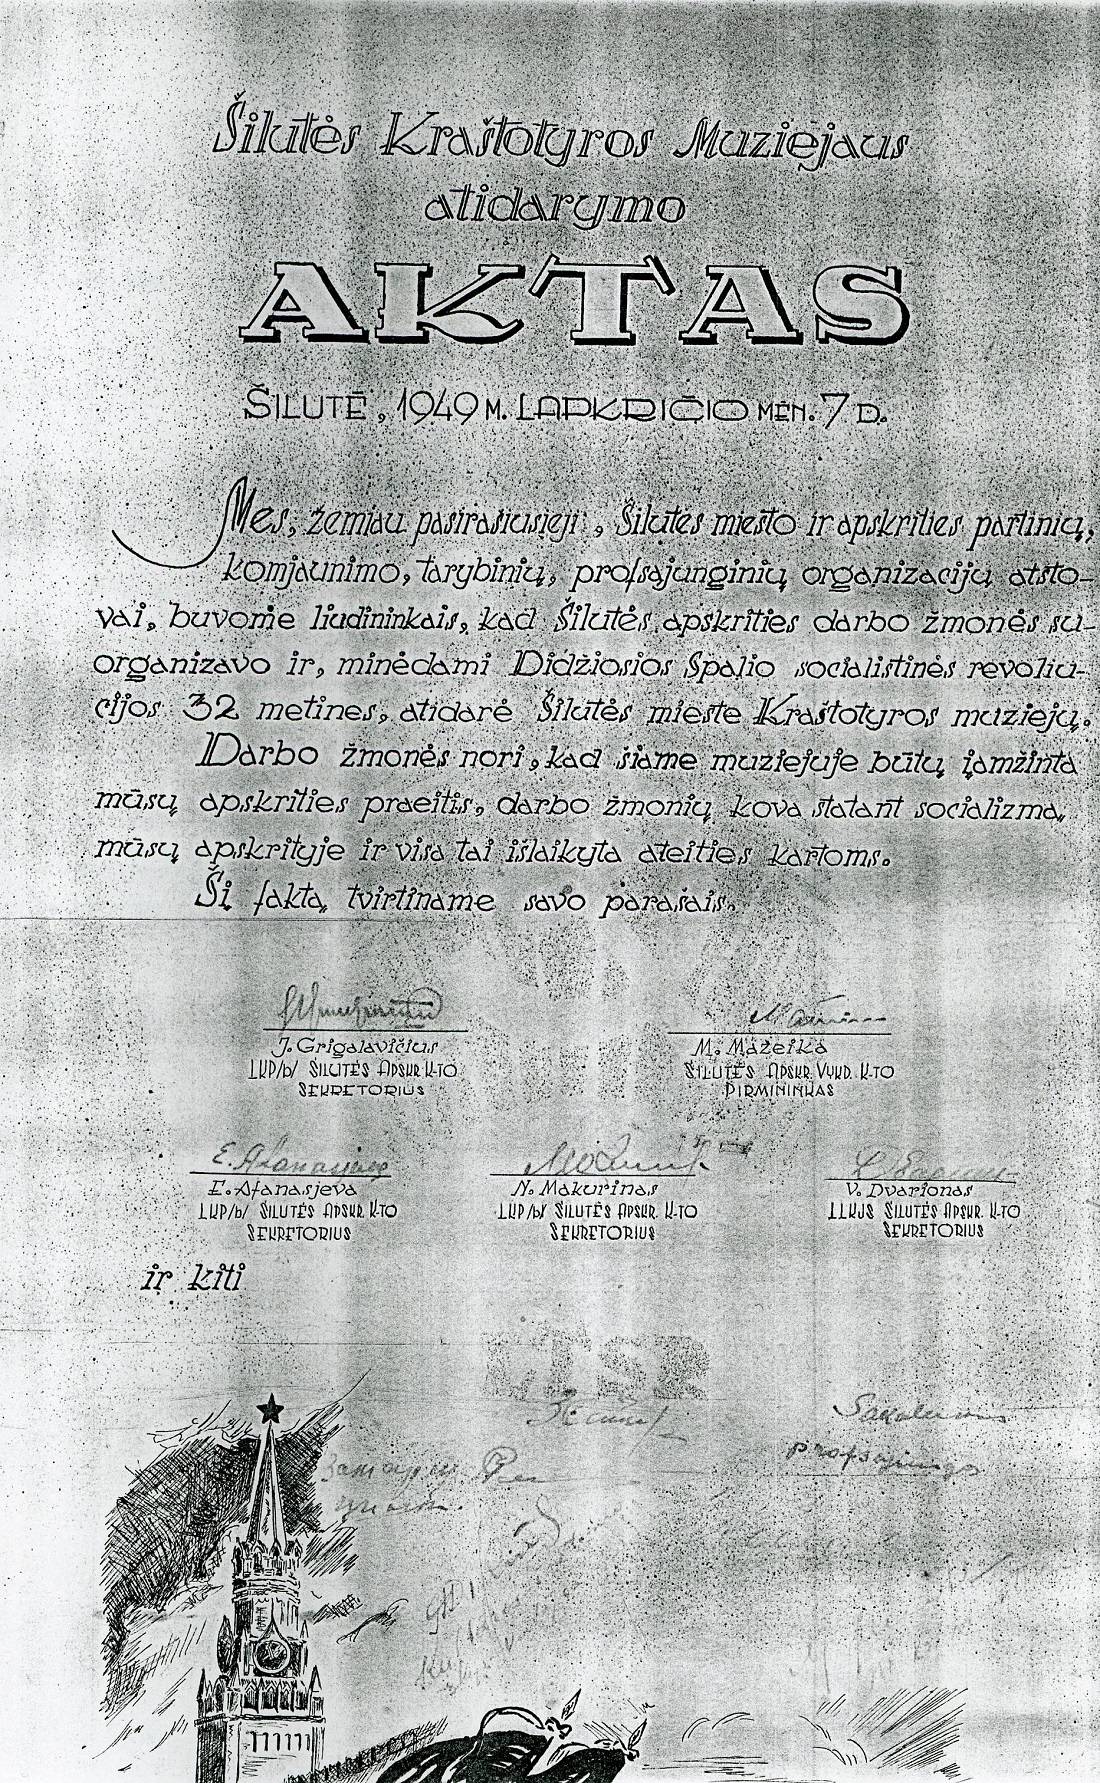 Šilutės Kraštotyros Muziejaus
atidarymo
AKTAS
ŠILUTĖ, 1949 M. LAPKRIČIO MĖN. 7 D.
Mes, žemiau pasirašiusieji, Šilutės miesto ir apskrities partinių,
komjaunimo, tarybinių, profsajunginių organizacijų atsto-
vai, buvome liudininkais, kad Šilutės apskrities darbo žmonės su-
organizavo ir, minėdami Didžiosios Spalio socialistinės revoliu-
cijos 32 metines, atidarė Šilutės mieste Kraštotyros muziejų.
Darbo žmonės nori, kad šiame muziejuje būtų įamžinta
mūsų apskrities praeitis, darbo žmonių kova statant socializmą,
mūsų apskrityje ir visa tai išlaikyta ateities kartoms.
Šį faktą tvirtiname savo parašais.
J. Grigalavičius
LKP/b/ ŠILUTĖS APSKR. K-TO
SEKRETORIUS
M. Mažeika
ŠILUTĖS APSKR. VYKD. K-TO
PIRMININKAS
E. Afanasjeva
E. Afanasjeva
LKP/b/ ŠILUTĖS APSKR. K-TO
SEKRETORIUS
N. Makurinas
LKP/b/ ŠILUTĖS APSKR. K-TO
SEKRETORIUS
V. Dvarionas
LLKJS ŠILUTĖS APSKR. K-TO
SEKRETORIUS
ir kiti
LTSR